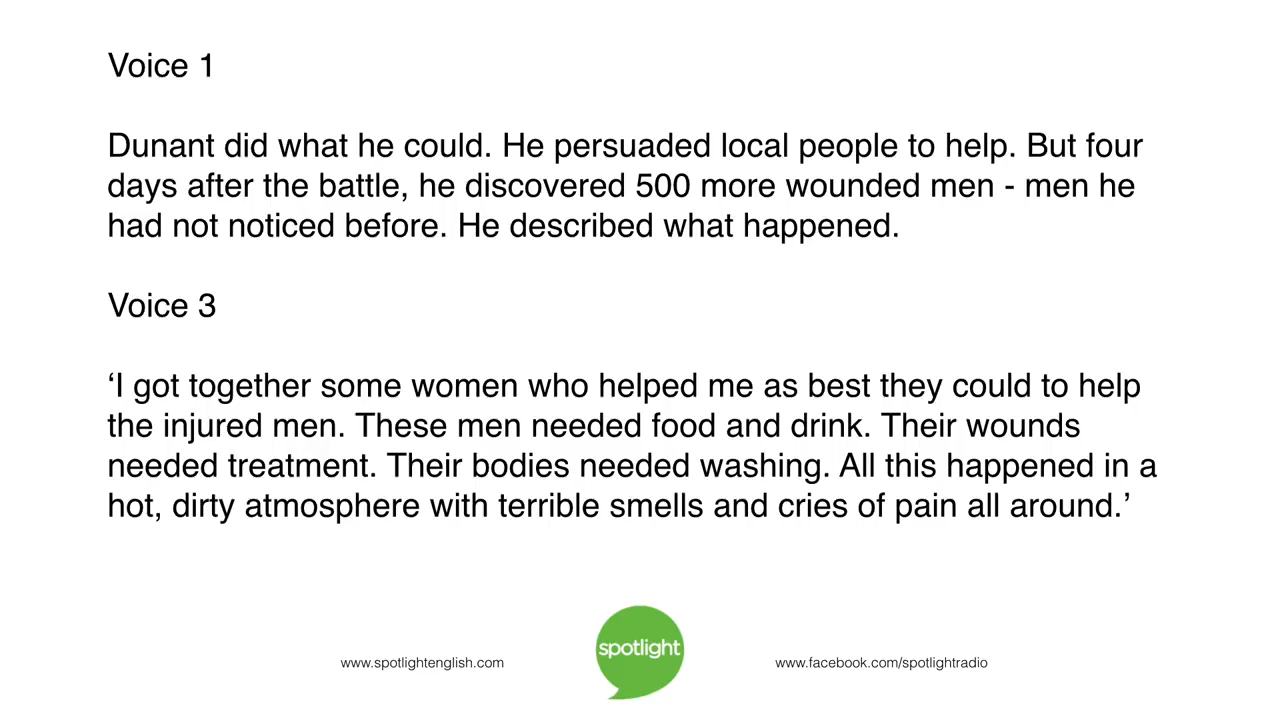 Voice 1
Dunant did what he could. He persuaded local people to help. But four
days after the battle, he discovered 500 more wounded men - men he
had not noticed before. He described what happened.
Voice 3
‘I got together some women who helped me as best they could to help
the injured men. These men needed food and drink. Their wounds
needed treatment. Their bodies needed washing. All this happened in a
hot, dirty atmosphere with terrible smells and cries of pain all around.’
spotlight
www.spotlightenglish.com
www.facebook.com/spotlightradio